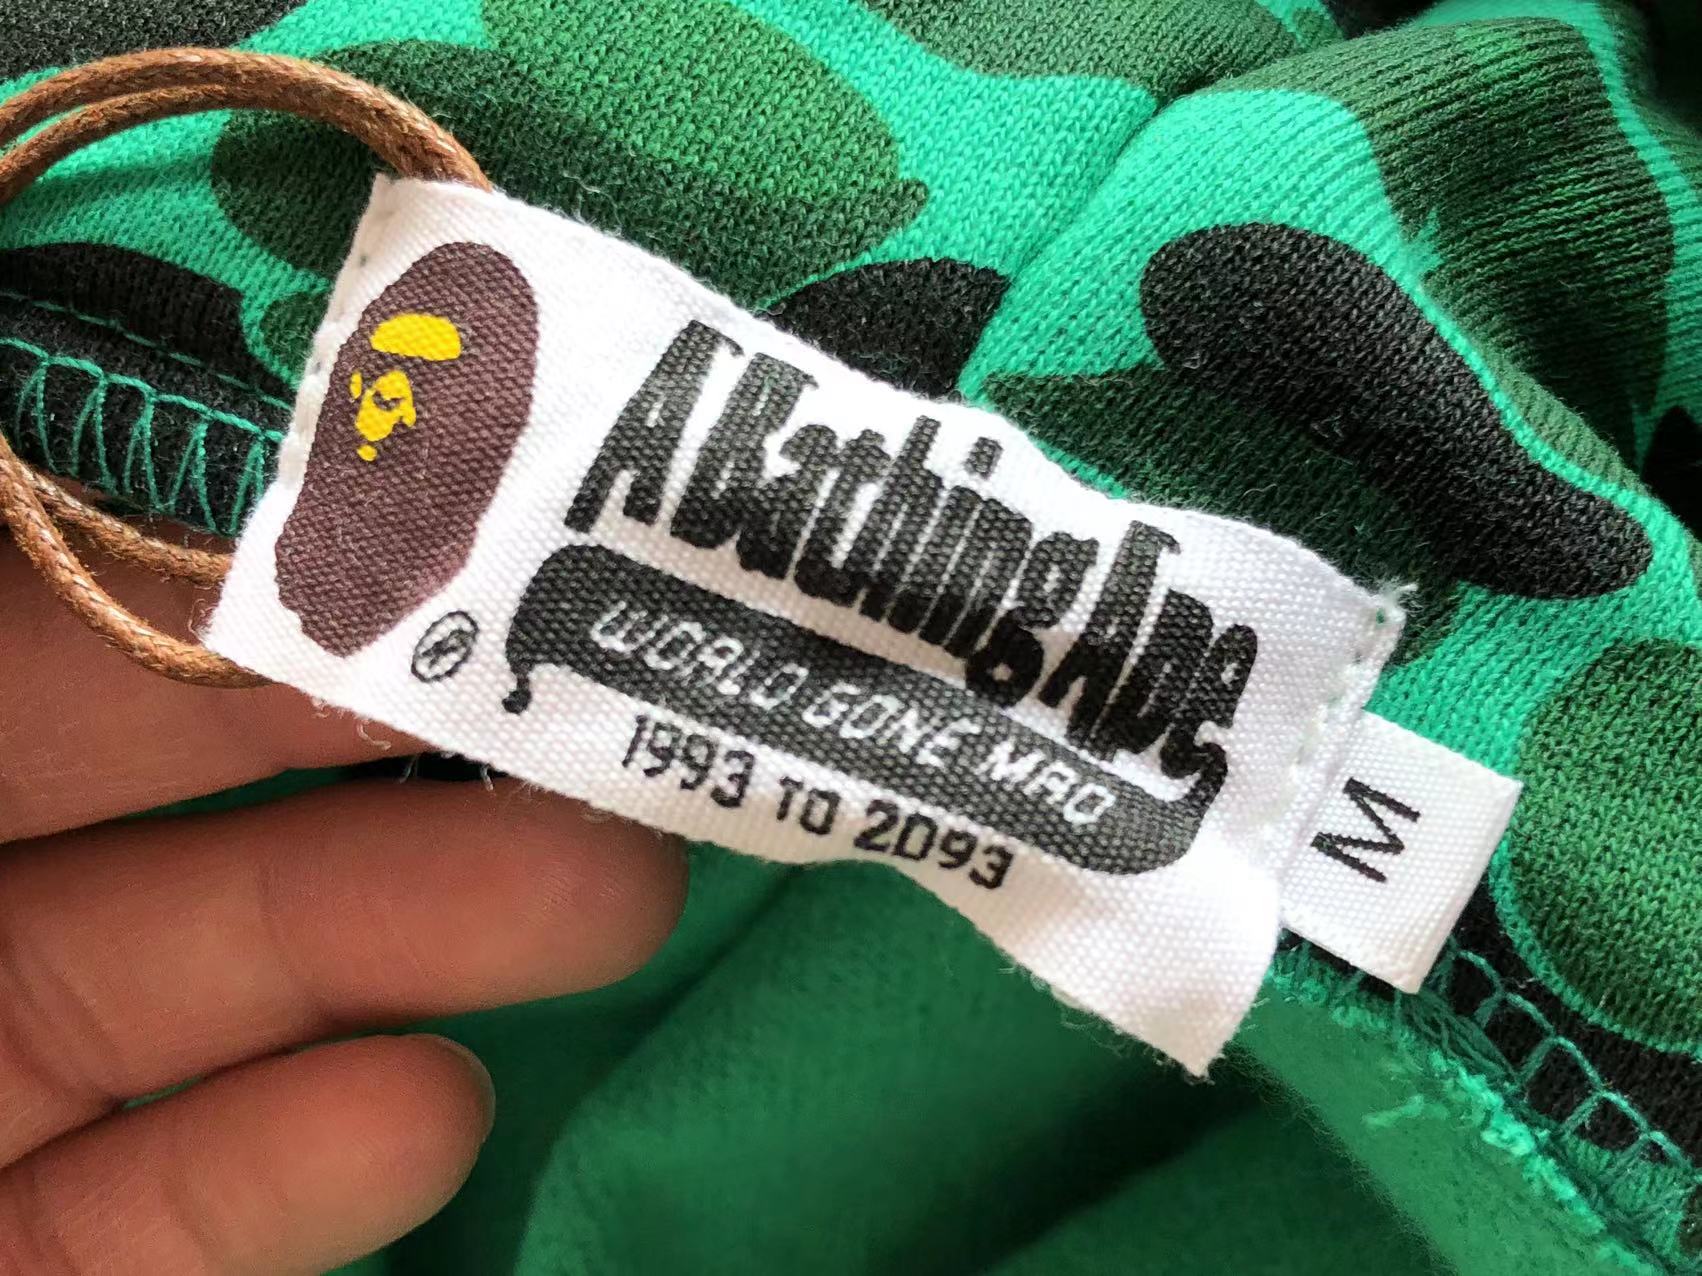 A Bathing Ape
WORLD GONE MAD
1993 TO 2093
M